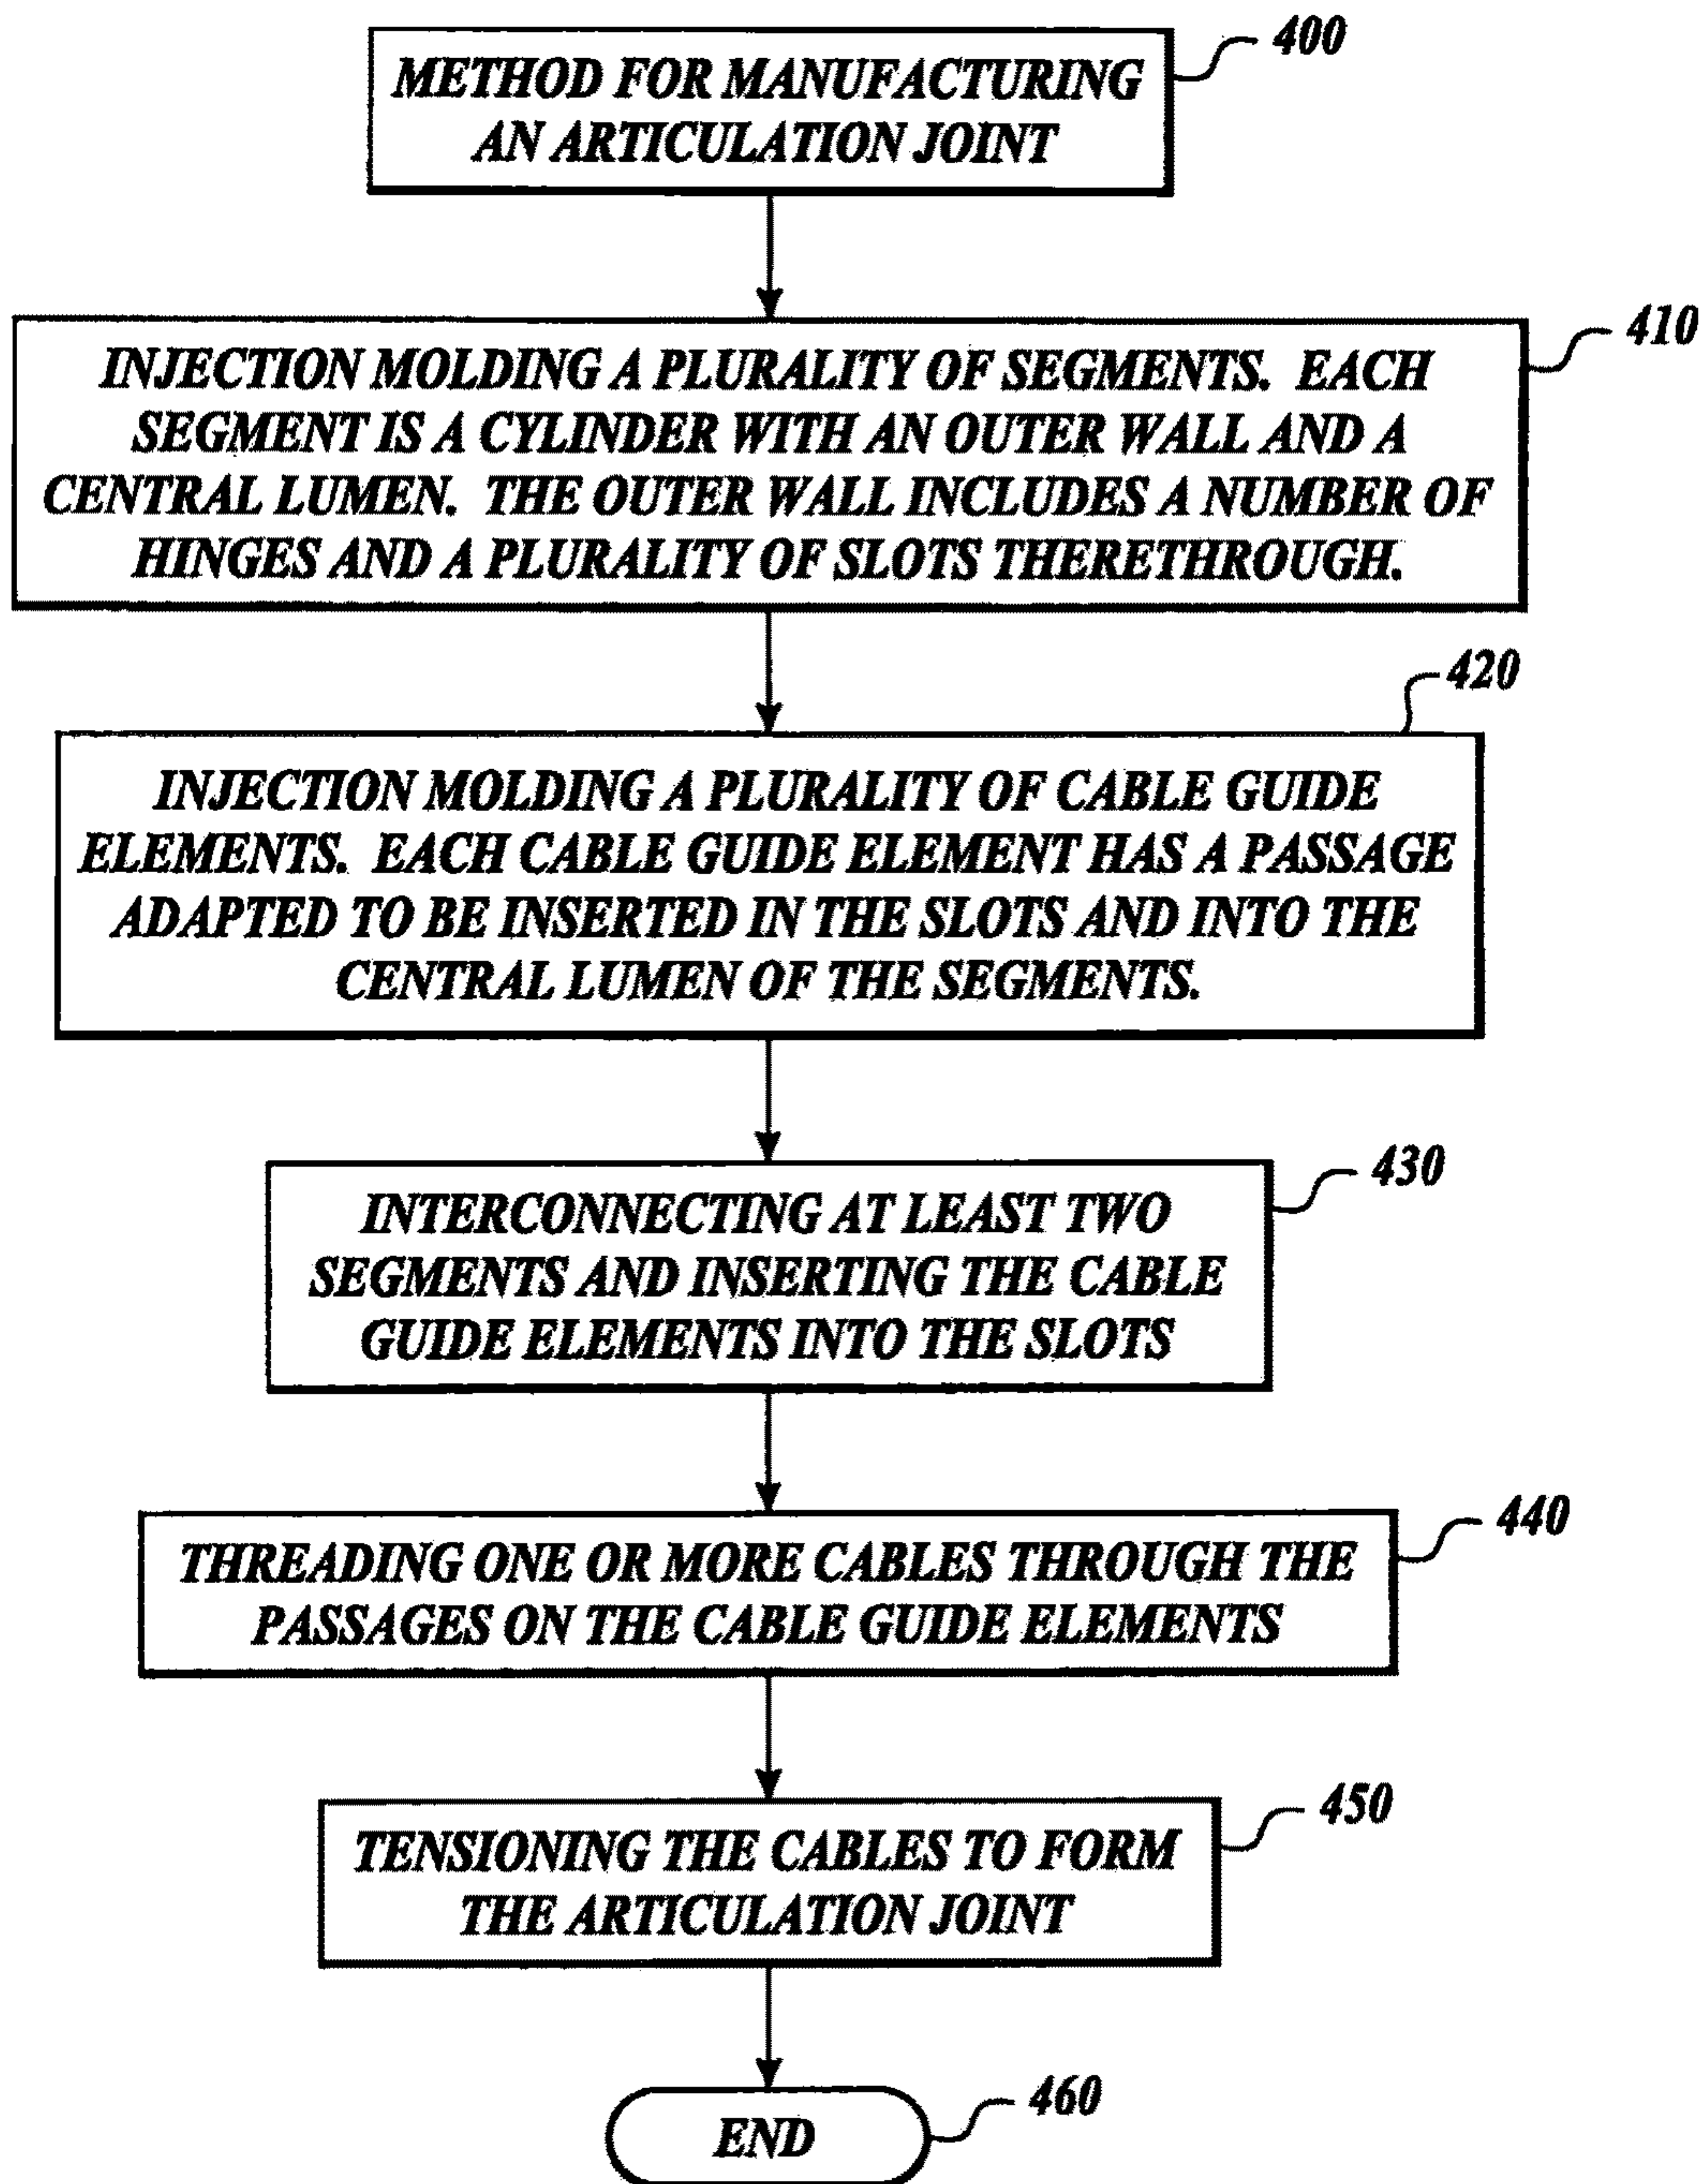 400
METHOD FOR MANUFACTURING
AN ARTICULATION JOINT
410
INJECTION MOLDING A PLURALITY OF SEGMENTS. EACH
SEGMENT IS A CYLINDER WITH AN OUTER WALL AND A
CENTRAL LUMEN. THE OUTER WALL INCLUDES A NUMBER OF
HINGES AND A PLURALITY OF SLOTS THERETHROUGH.
420
INJECTION MOLDING A PLURALITY OF CABLE GUIDE
ELEMENTS. EACH CABLE GUIDE ELEMENT HAS A PASSAGE
ADAPTED TO BE INSERTED IN THE SLOTS AND INTO THE
CENTRAL LUMEN OF THE SEGMENTS.
430
INTERCONNECTING AT LEAST TWO
SEGMENTS AND INSERTING THE CABLE
GUIDE ELEMENTS INTO THE SLOTS
440
THREADING ONE OR MORE CABLES THROUGH THE
PASSAGES ON THE CABLE GUIDE ELEMENTS
450
TENSIONING THE CABLES TO FORM
THE ARTICULATION JOINT
460
END